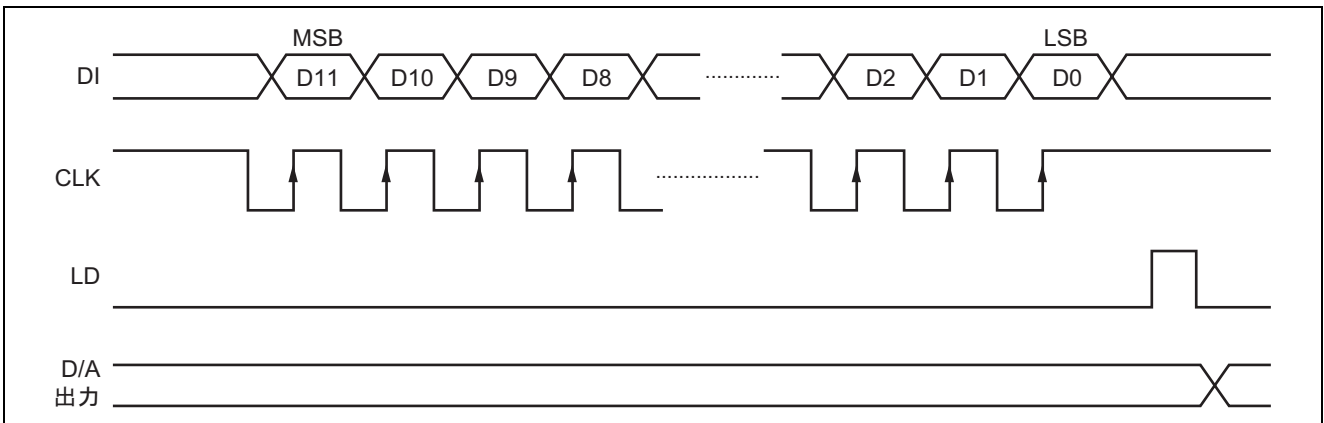 MSB LSB
DI D11 D10 D9 D8 D2 D1 D0
CLK
LD
D/A
出力